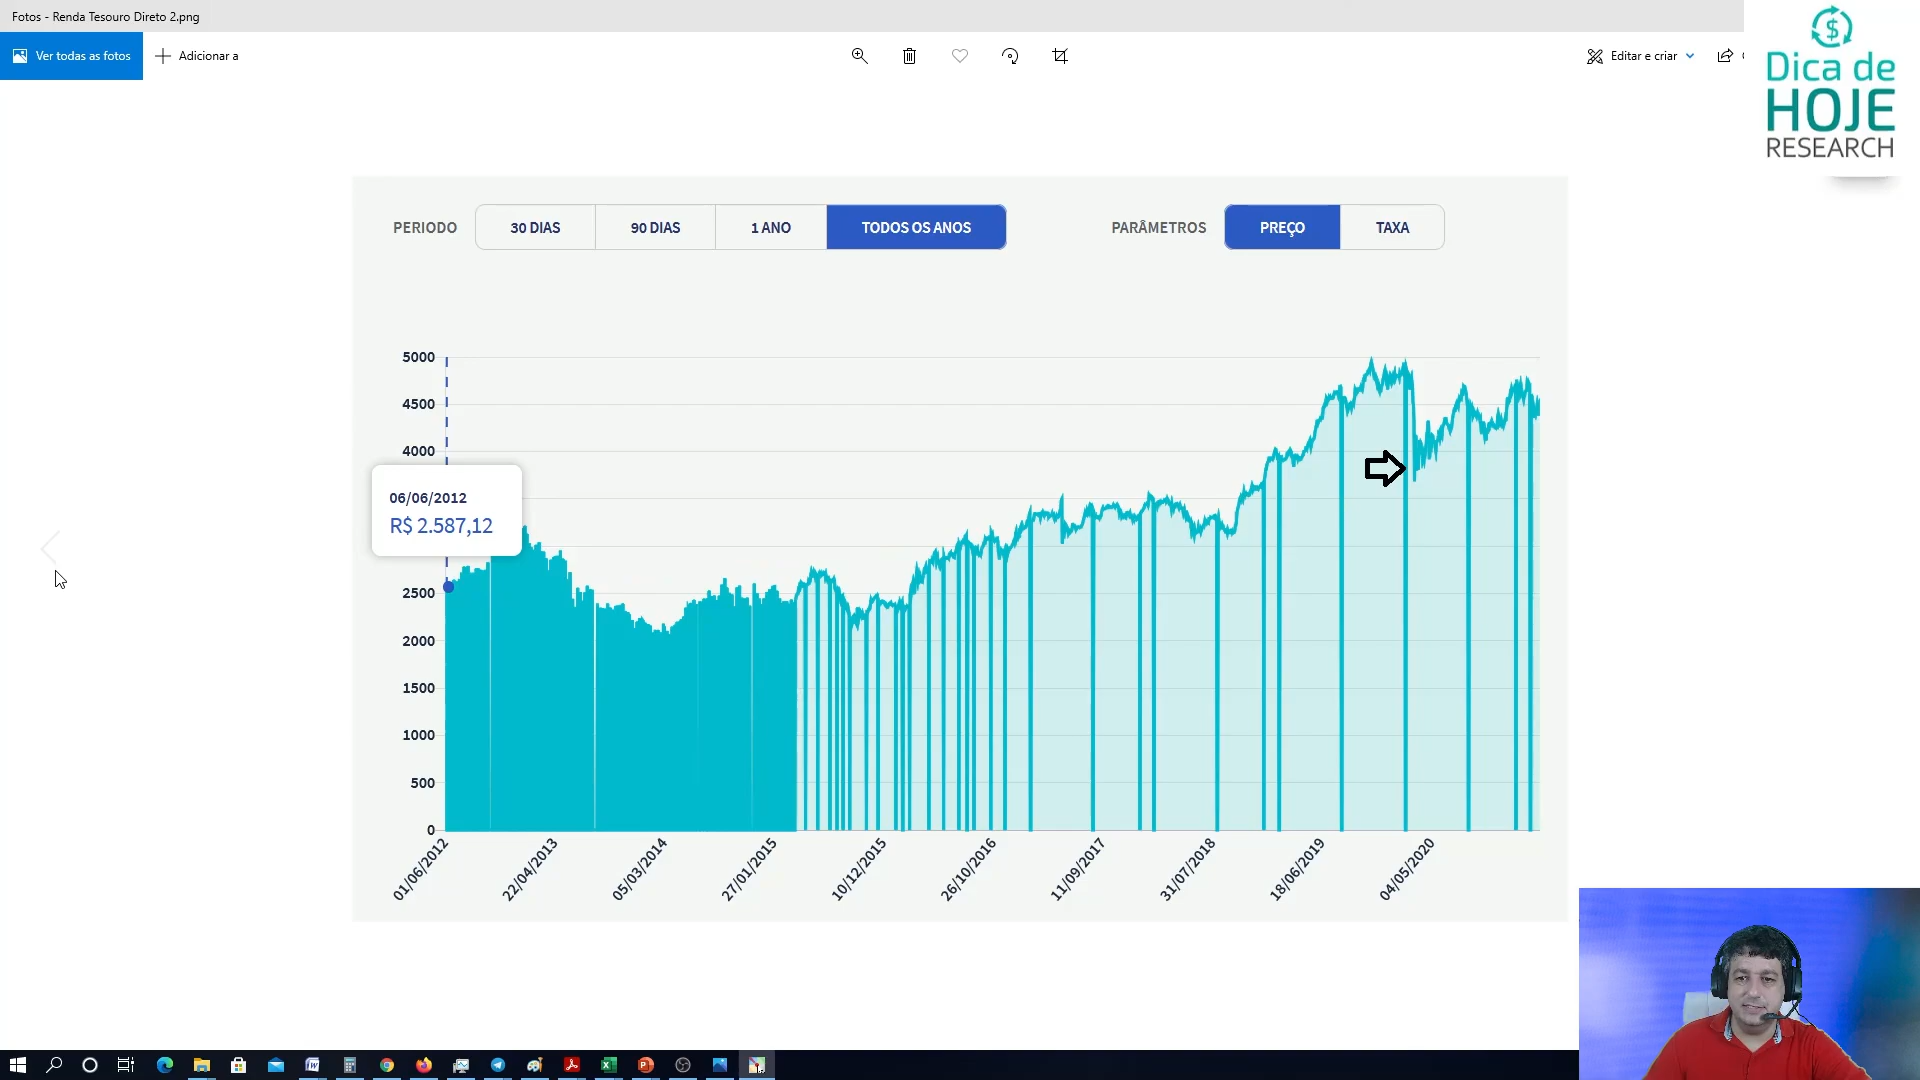 Fotos - Renda Tesouro Direto 2.png
Ver todas as fotos
Adicionar a
Editar e criar
Dica de
HOJE
RESEARCH
PERIODO
30 DIAS
90 DIAS
1 ANO
TODOS OS ANOS
PARÂMETROS
PREÇO
TAXA
5000
4500
4000
06/06/2012
R$ 2.587,12
2500
2000
1500
1000
500
0
01/06/2012
22/04/2013
05/03/2014
27/01/2015
10/12/2015
26/10/2016
11/09/2017
31/07/2018
18/06/2019
04/05/2020